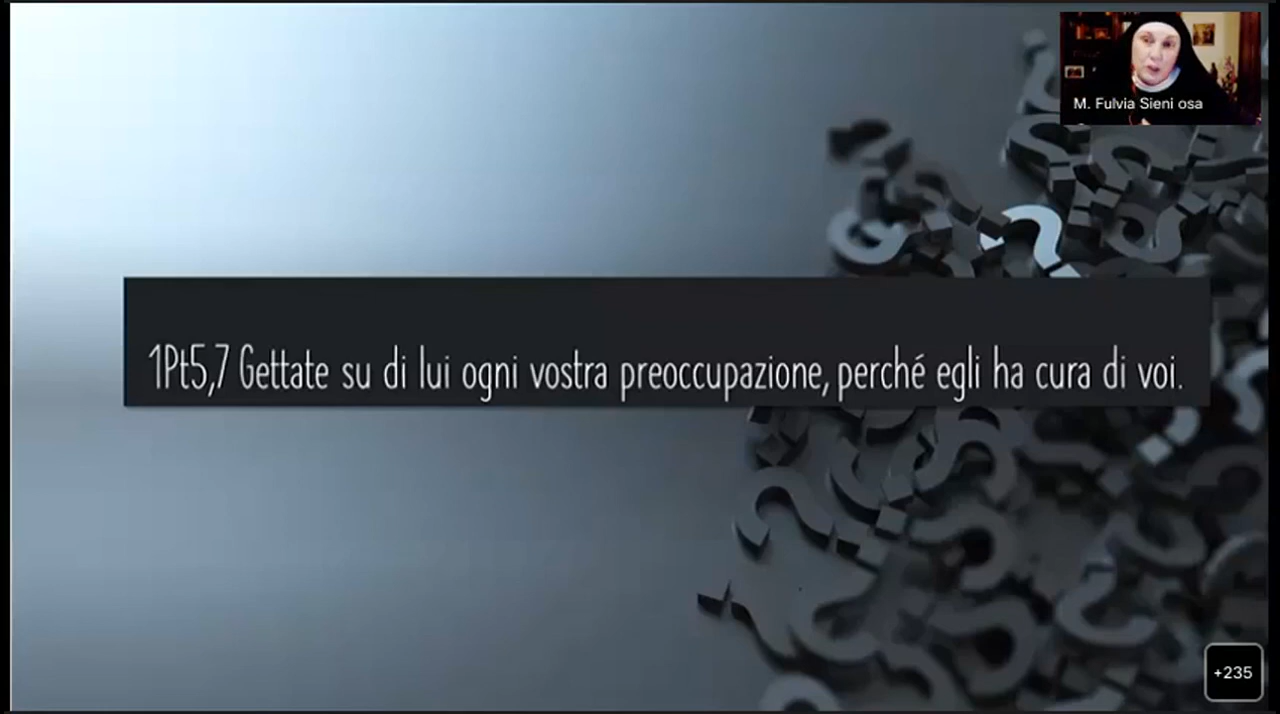 M. Fulvia Sieni osa
1Pt5,7 Gettate su di lui ogni vostra preoccupazione, perché egli ha cura di voi.
+235